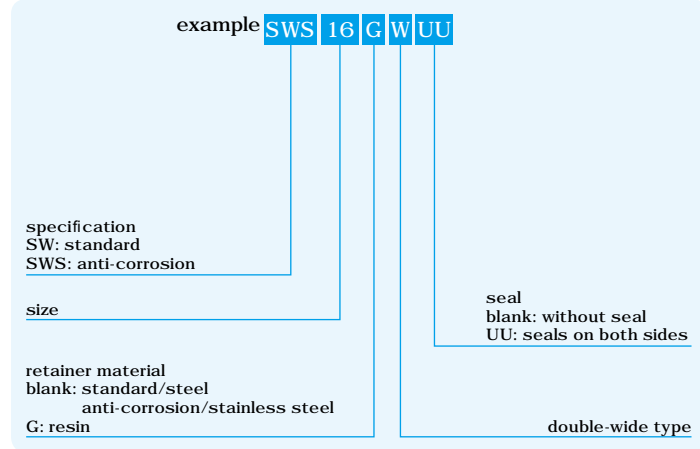 example SWS 16 G W UU
specification
SW: standard
SWS: anti-corrosion
size
seal
blank: without seal
UU: seals on both sides
retainer material
blank: standard/steel
anti-corrosion/stainless steel
G: resin
double-wide type